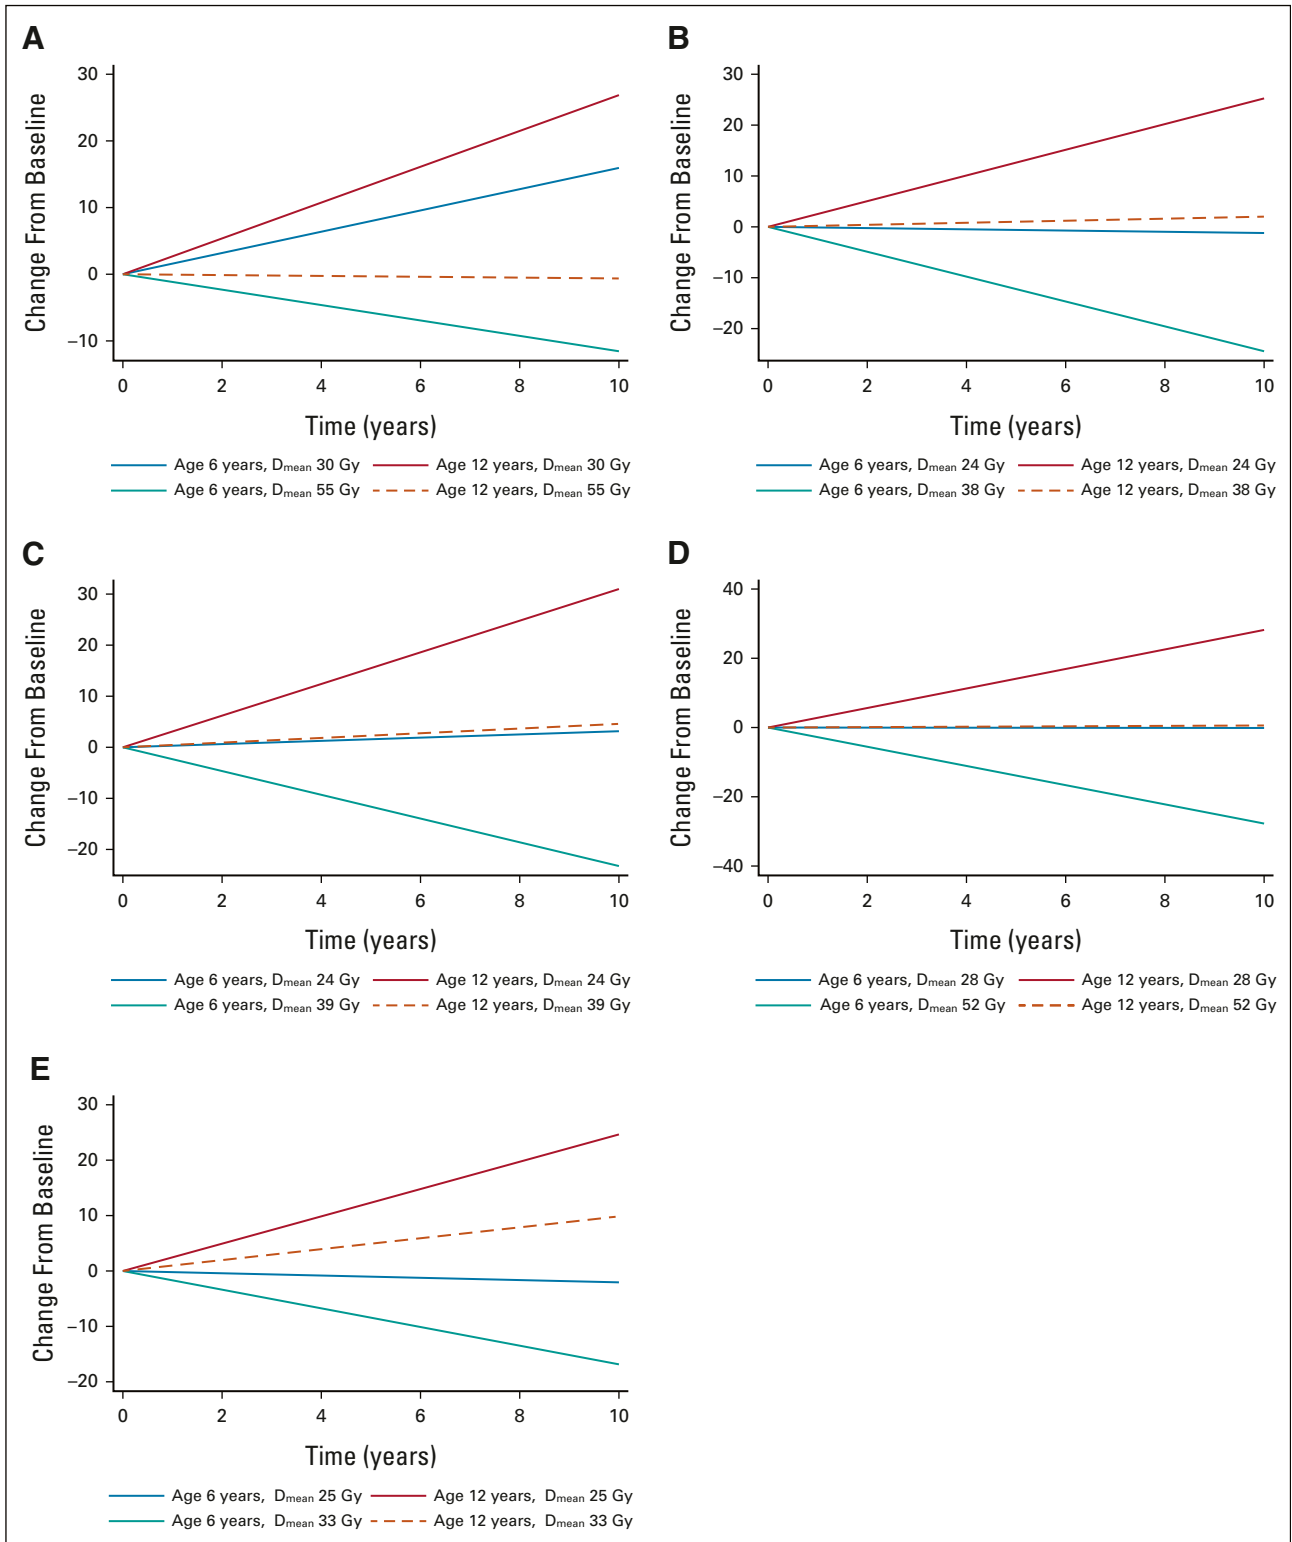 A
Change From Baseline
30
20
10
0
–10
0 2 4 6 8 10
Time (years)
Age 6 years, Dmean 30 Gy Age 12 years, Dmean 30 Gy
Age 6 years, Dmean 55 Gy Age 12 years, Dmean 55 Gy
B
Change From Baseline
30
20
10
0
–10
–20
0 2 4 6 8 10
Time (years)
Age 6 years, Dmean 24 Gy Age 12 years, Dmean 24 Gy
Age 6 years, Dmean 38 Gy Age 12 years, Dmean 38 Gy
C
Change From Baseline
30
20
10
0
–10
–20
0 2 4 6 8 10
Time (years)
Age 6 years, Dmean 24 Gy Age 12 years, Dmean 24 Gy
Age 6 years, Dmean 39 Gy Age 12 years, Dmean 39 Gy
D
Change From Baseline
40
20
0
–20
–40
0 2 4 6 8 10
Time (years)
Age 6 years, Dmean 28 Gy Age 12 years, Dmean 28 Gy
Age 6 years, Dmean 52 Gy Age 12 years, Dmean 52 Gy
E
Change From Baseline
30
20
10
0
–10
–20
0 2 4 6 8 10
Time (years)
Age 6 years, Dmean 25 Gy Age 12 years, Dmean 25 Gy
Age 6 years, Dmean 33 Gy Age 12 years, Dmean 33 Gy